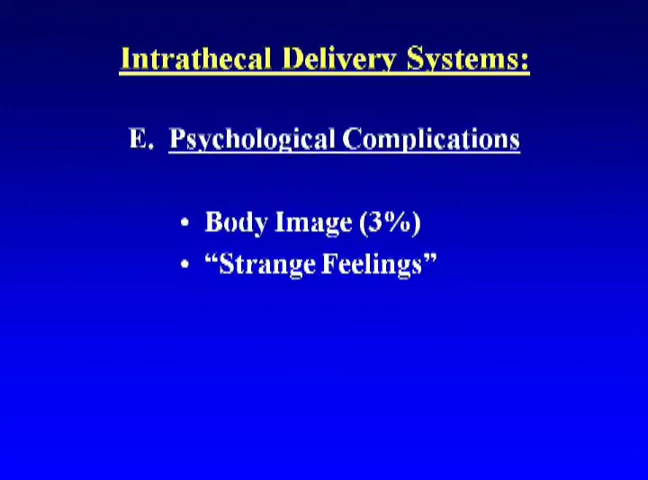 Intrathecal Delivery Systems:
E. Psychological Complications
• Body Image (3%)
• “Strange Feelings”